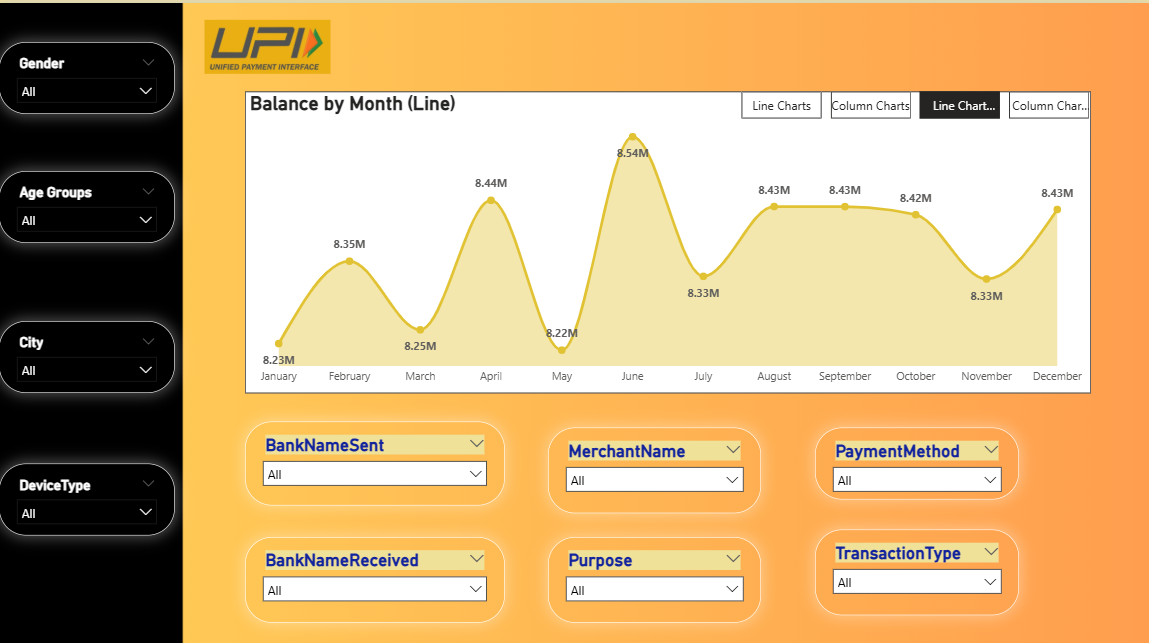 UPI
UNIFIED PAYMENT INTERFACE
Gender
All
Age Groups
All
City
All
DeviceType
All
Balance by Month (Line)
Line Charts
Column Charts
Line Chart...
Column Char...
8.23M
8.35M
8.25M
8.44M
8.22M
8.54M
8.33M
8.43M
8.43M
8.42M
8.33M
8.43M
January
February
March
April
May
June
July
August
September
October
November
December
BankNameSent
All
MerchantName
All
PaymentMethod
All
BankNameReceived
All
Purpose
All
TransactionType
All